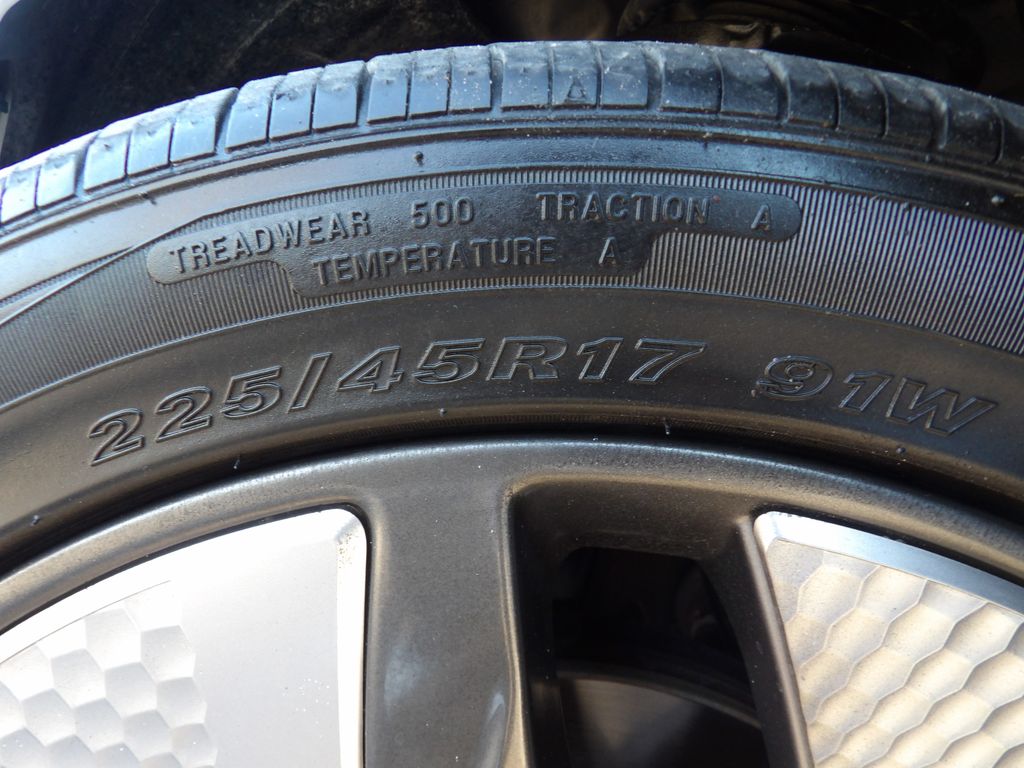 TREADWEAR 500 TRACTION A
TEMPERATURE A
225/45R17 91W